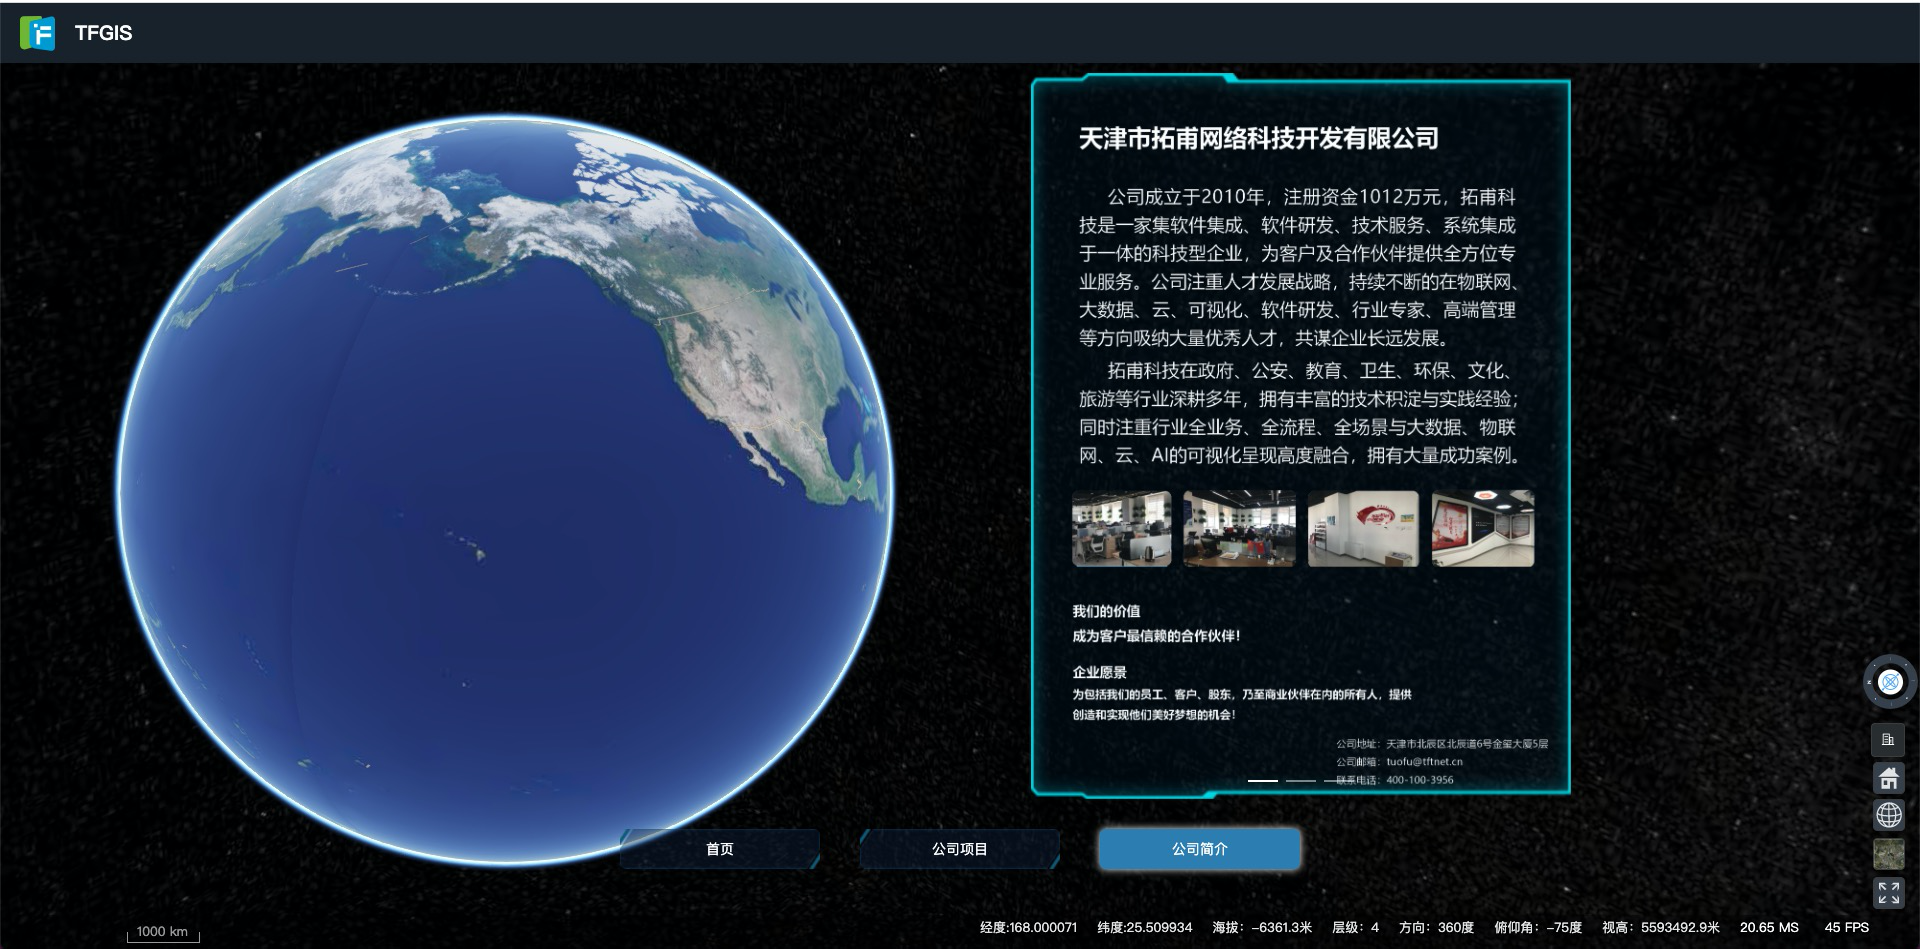 TFGIS
天津市拓甫网络科技开发有限公司
公司成立于2010年，注册资金1012万元，拓甫科
技是一家集软件集成、软件研发、技术服务、系统集成
于一体的科技型企业，为客户及合作伙伴提供全方位专
业服务。公司注重人才发展战略，持续不断的在物联网、
大数据、云、可视化、软件研发、行业专家、高端管理
等方向吸纳大量优秀人才，共谋企业长远发展。
拓甫科技在政府、公安、教育、卫生、环保、文化、
旅游等行业深耕多年，拥有丰富的技术积淀与实践经验；
同时注重行业全业务、全流程、全场景与大数据、物联
网、云、AI的可视化呈现高度融合，拥有大量成功案例。
我们的价值
成为客户最信赖的合作伙伴！
企业愿景
为包括我们的员工、客户、股东，乃至商业伙伴在内的所有人，提供
创造和实现他们美好梦想的机会！
公司地址：天津市北辰区北辰道6号金玺大厦5层
公司邮箱：tuofu@tftnet.cn
联系电话：400-100-3956
首页
公司项目
公司简介
1000 km
经度:168.000071 纬度:25.509934 海拔：-6361.3米 层级：4 方向：360度 俯仰角：-75度 视高：5593492.9米 20.65 MS 45 FPS